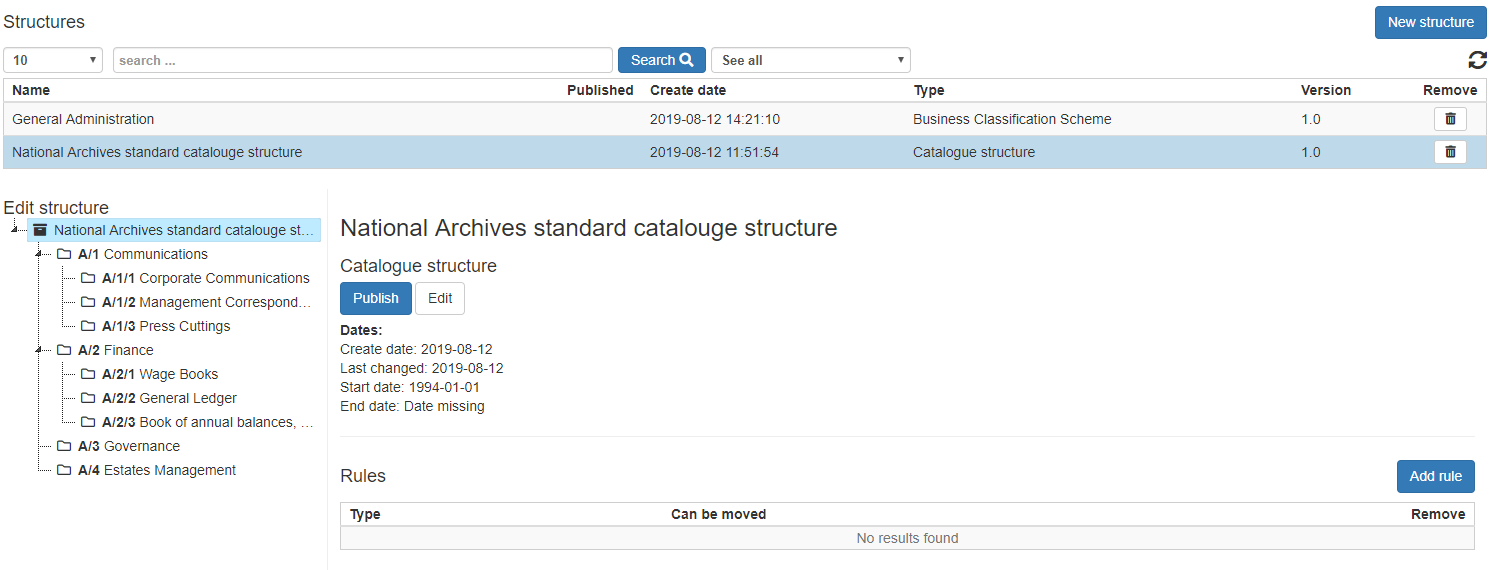 Structures
New structure
10 search ... Search See all
Name Published Create date Type Version Remove
General Administration 2019-08-12 14:21:10 Business Classification Scheme 1.0
National Archives standard catalouge structure 2019-08-12 11:51:54 Catalogue structure 1.0
Edit structure
National Archives standard catalouge st...
A/1 Communications
A/1/1 Corporate Communications
A/1/2 Management Correspond...
A/1/3 Press Cuttings
A/2 Finance
A/2/1 Wage Books
A/2/2 General Ledger
A/2/3 Book of annual balances, ...
A/3 Governance
A/4 Estates Management
National Archives standard catalouge structure
Catalogue structure
Publish Edit
Dates:
Create date: 2019-08-12
Last changed: 2019-08-12
Start date: 1994-01-01
End date: Date missing
Rules
Add rule
Type Can be moved Remove
No results found